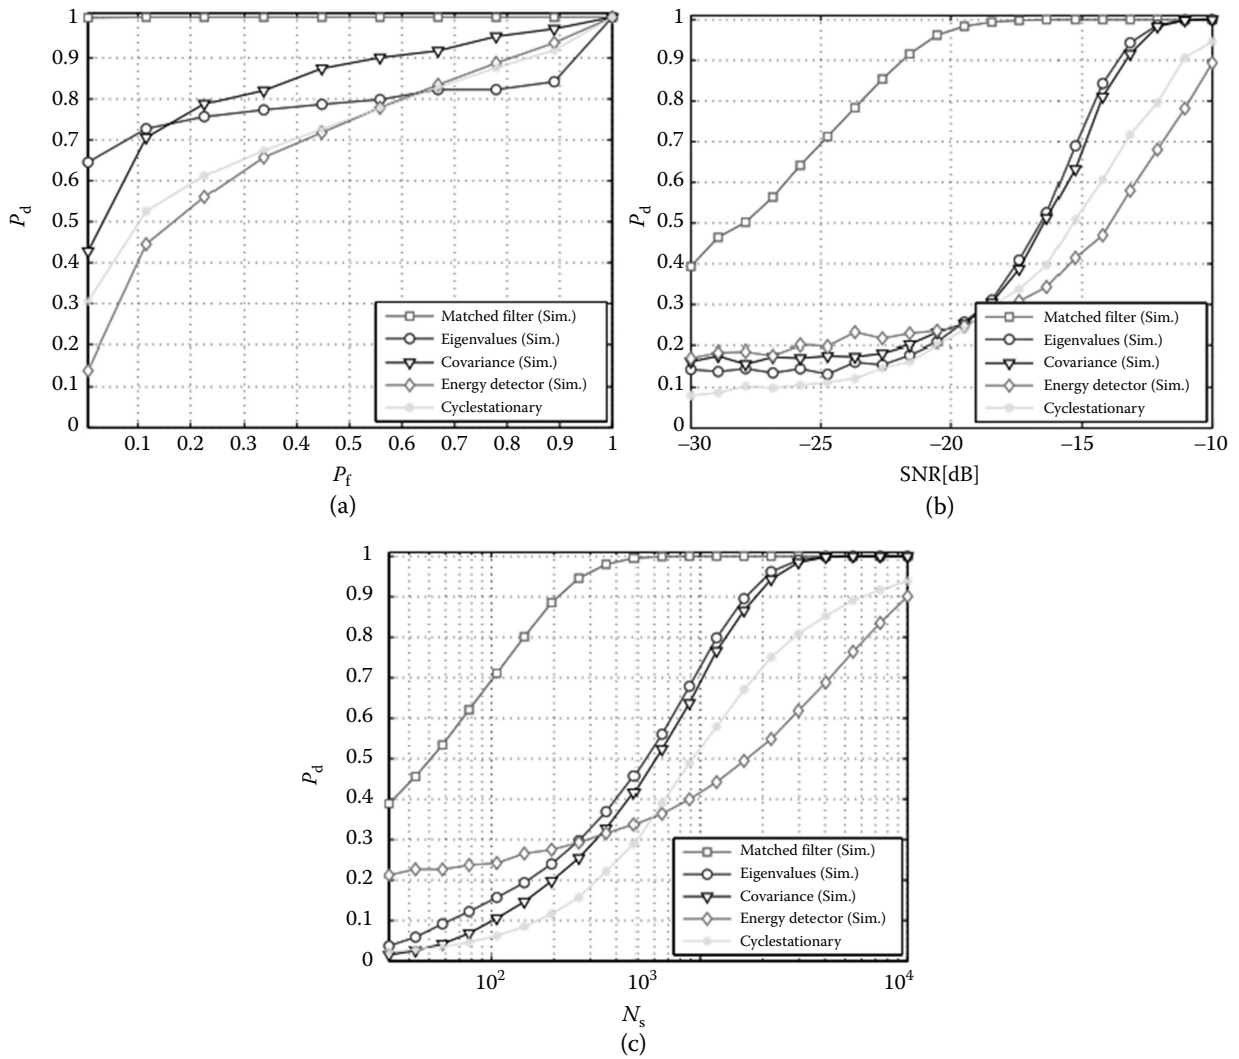 1
0.9
0.8
0.7
0.6
0.5
0.4
0.3
0.2
0.1
0
P_d
0.1 0.2 0.3 0.4 0.5 0.6 0.7 0.8 0.9 1
P_f
(a)
Matched filter (Sim.)
Eigenvalues (Sim.)
Covariance (Sim.)
Energy detector (Sim.)
Cyclestationary
1
0.9
0.8
0.7
0.6
0.5
0.4
0.3
0.2
0.1
0
P_d
–30 –25 –20 –15 –10
SNR[dB]
(b)
Matched filter (Sim.)
Eigenvalues (Sim.)
Covariance (Sim.)
Energy detector (Sim.)
Cyclestationary
1
0.9
0.8
0.7
0.6
0.5
0.4
0.3
0.2
0.1
0
P_d
10² 10³ 10⁴
N_s
(c)
Matched filter (Sim.)
Eigenvalues (Sim.)
Covariance (Sim.)
Energy detector (Sim.)
Cyclestationary